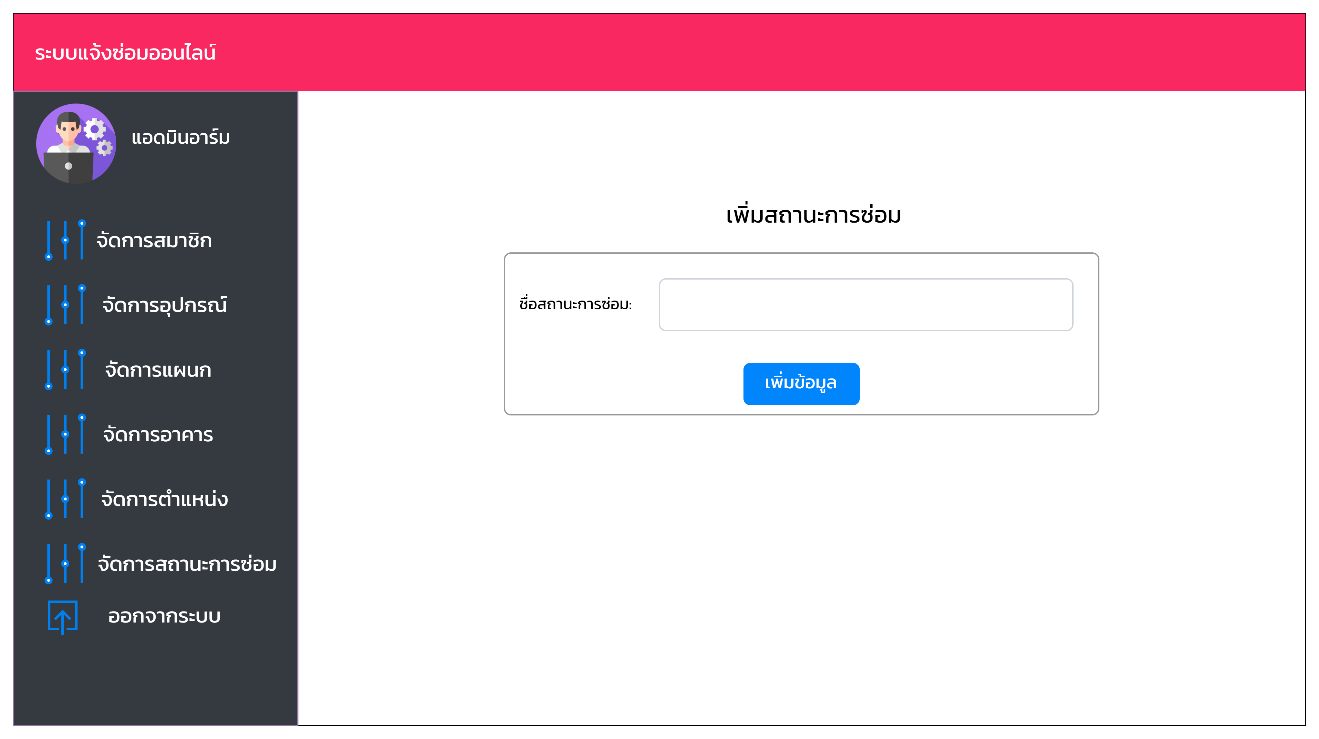 ระบบแจ้งซ่อมออนไลน์
แอดมินอาร์ม
จัดการสมาชิก
จัดการอุปกรณ์
จัดการแผนก
จัดการอาคาร
จัดการตำแหน่ง
จัดการสถานะการซ่อม
ออกจากระบบ
เพิ่มสถานะการซ่อม
ชื่อสถานะการซ่อม:
เพิ่มข้อมูล